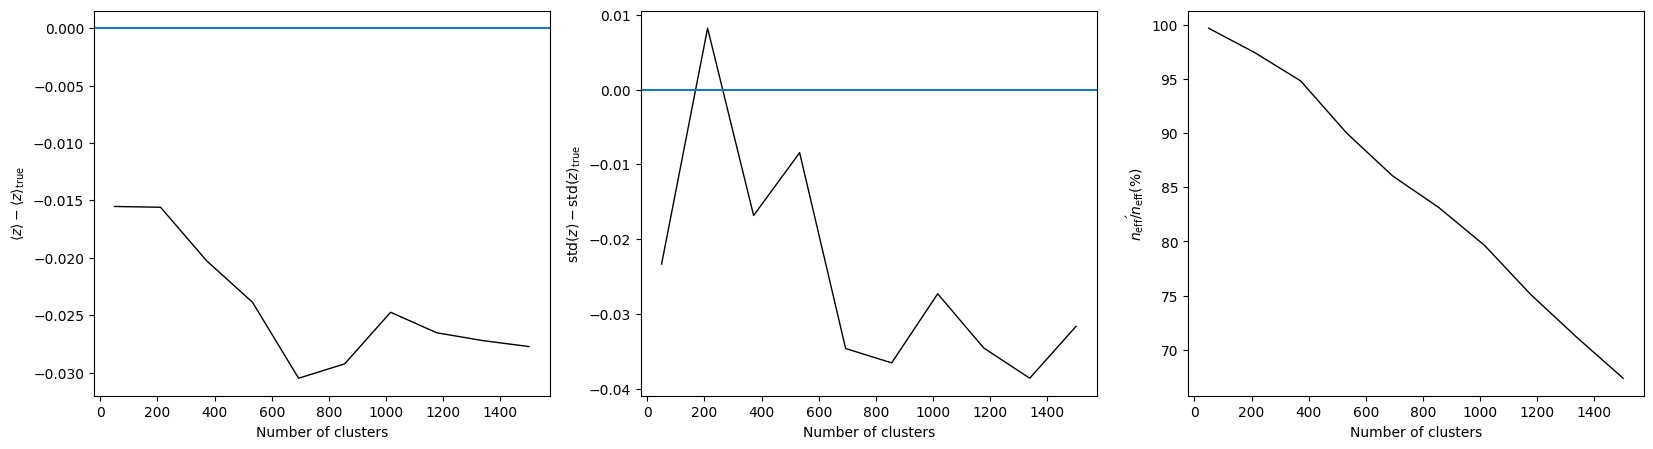 ⟨z⟩ − ⟨z⟩true
0.000
−0.005
−0.010
−0.015
−0.020
−0.025
−0.030
0 200 400 600 800 1000 1200 1400
Number of clusters
std(z) − std(z)true
0.01
0.00
−0.01
−0.02
−0.03
−0.04
0 200 400 600 800 1000 1200 1400
Number of clusters
n′eff/neff(%)
100
95
90
85
80
75
70
0 200 400 600 800 1000 1200 1400
Number of clusters